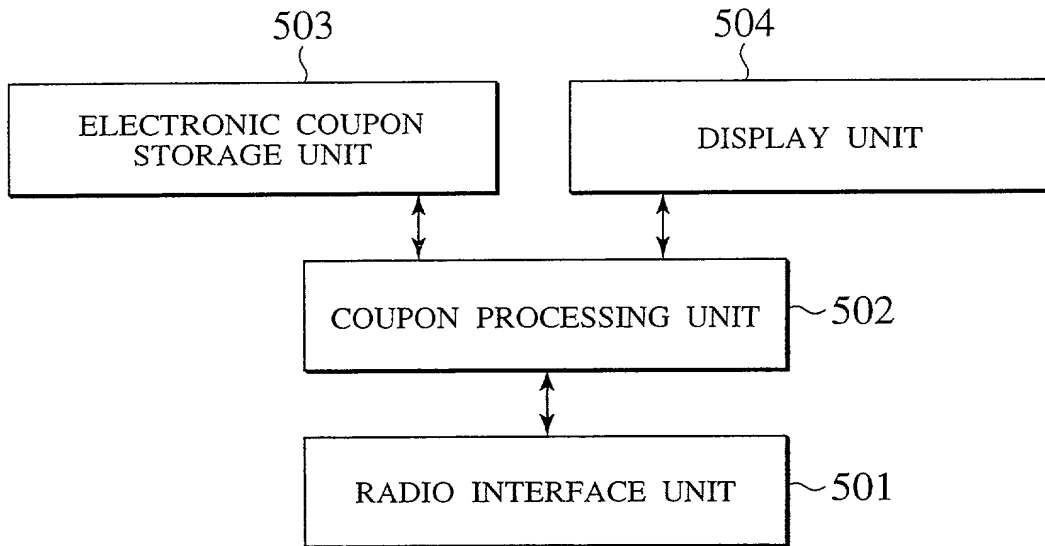 503
504
ELECTRONIC COUPON
STORAGE UNIT
DISPLAY UNIT
COUPON PROCESSING UNIT
502
RADIO INTERFACE UNIT
501